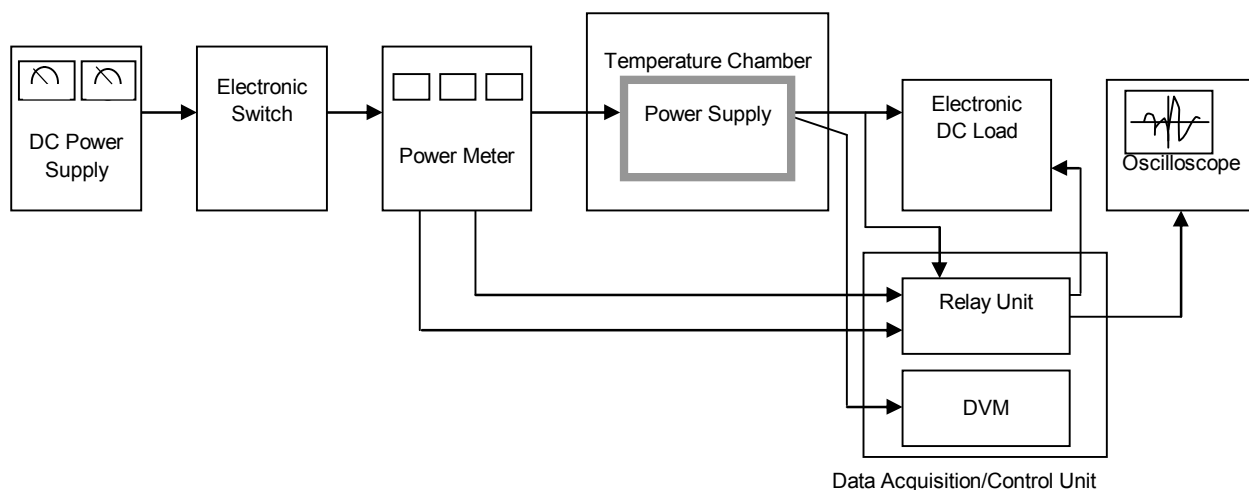 DC Power
Supply
Electronic
Switch
Power Meter
Temperature Chamber
Power Supply
Electronic
DC Load
Oscilloscope
Relay Unit
DVM
Data Acquisition/Control Unit